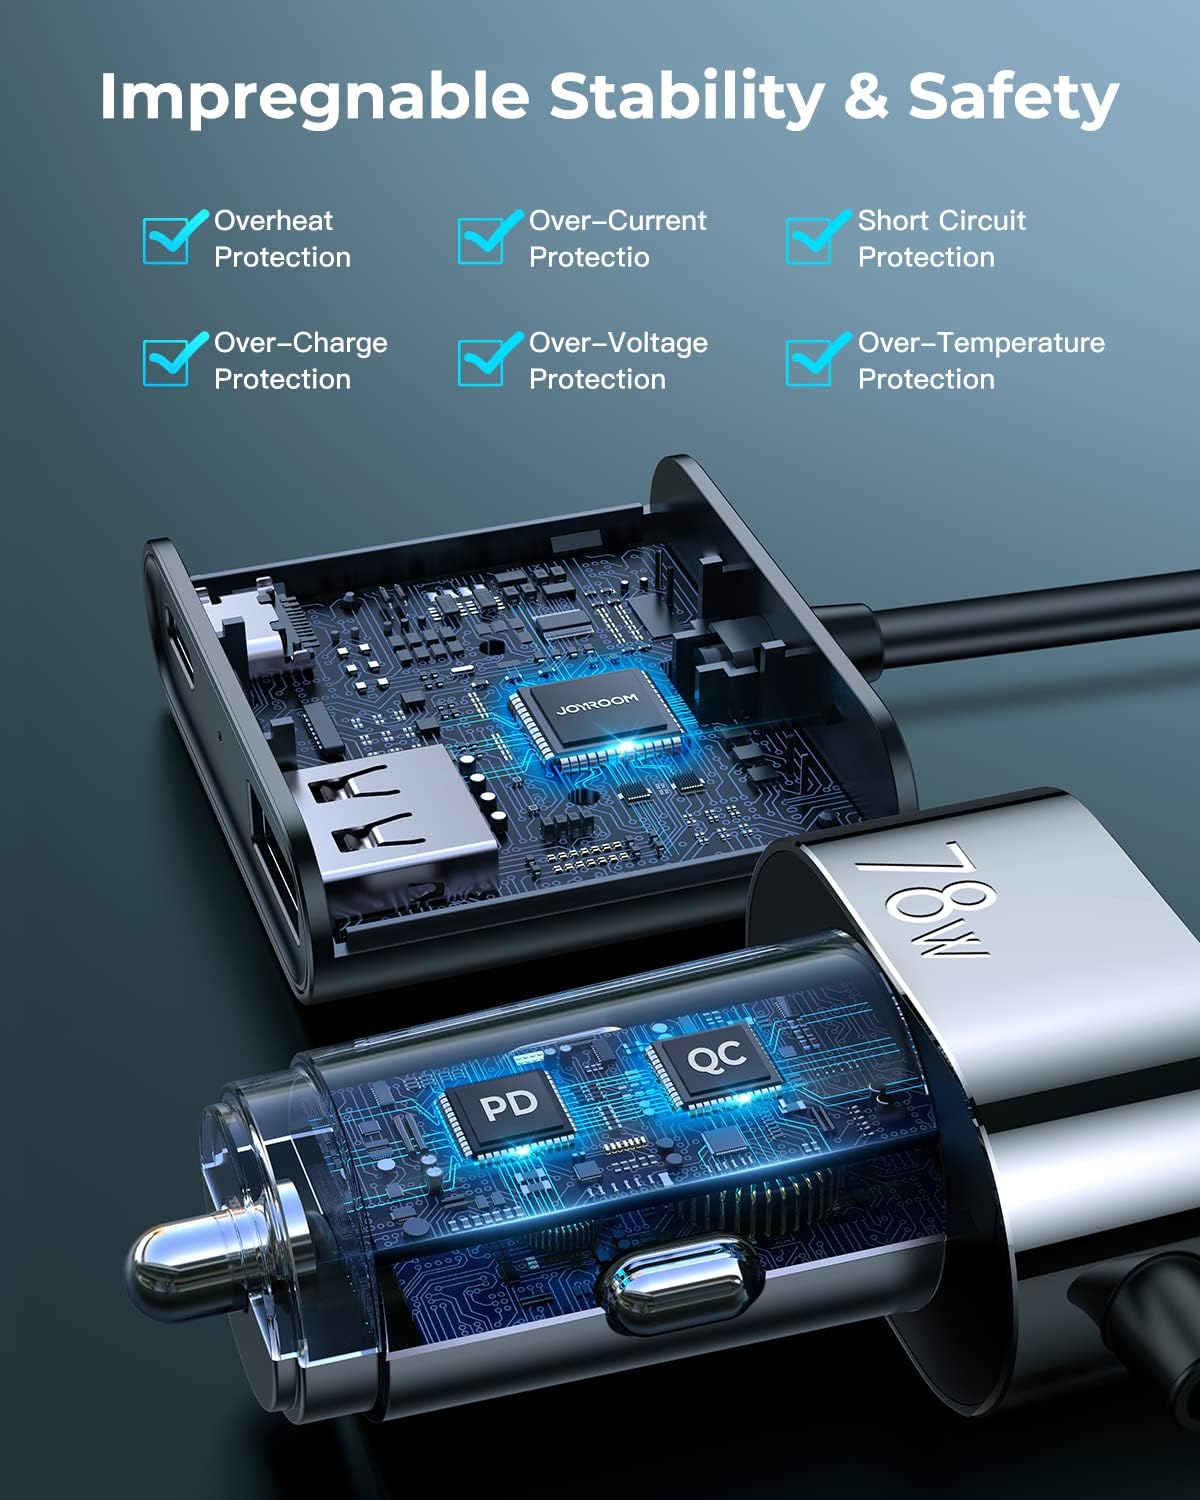 Impregnable Stability & Safety
Overheat
Protection
Over-Current
Protectio
Short Circuit
Protection
Over-Charge
Protection
Over-Voltage
Protection
Over-Temperature
Protection
JOYROOM
78W
PD
QC